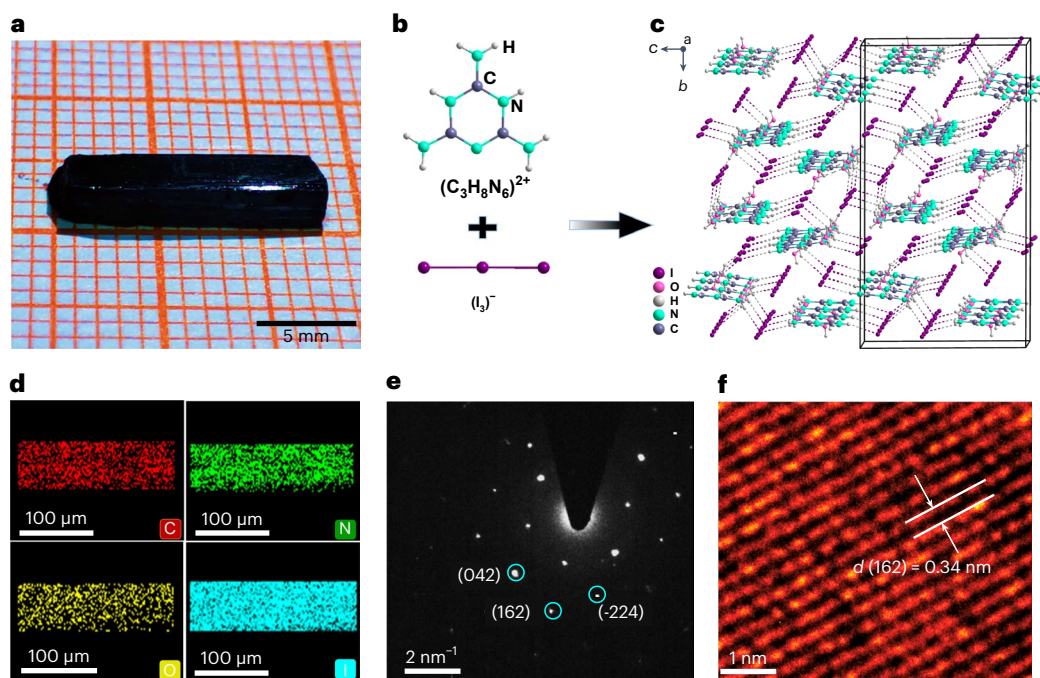 a
5 mm
b
H
C
N
(C₃H₈N₆)²⁺
+
(I₃)⁻
c
a
c
b
I
O
H
N
C
d
100 µm
C
100 µm
N
100 µm
O
100 µm
I
e
(042)
(162)
(-224)
2 nm⁻¹
f
d (162) = 0.34 nm
1 nm